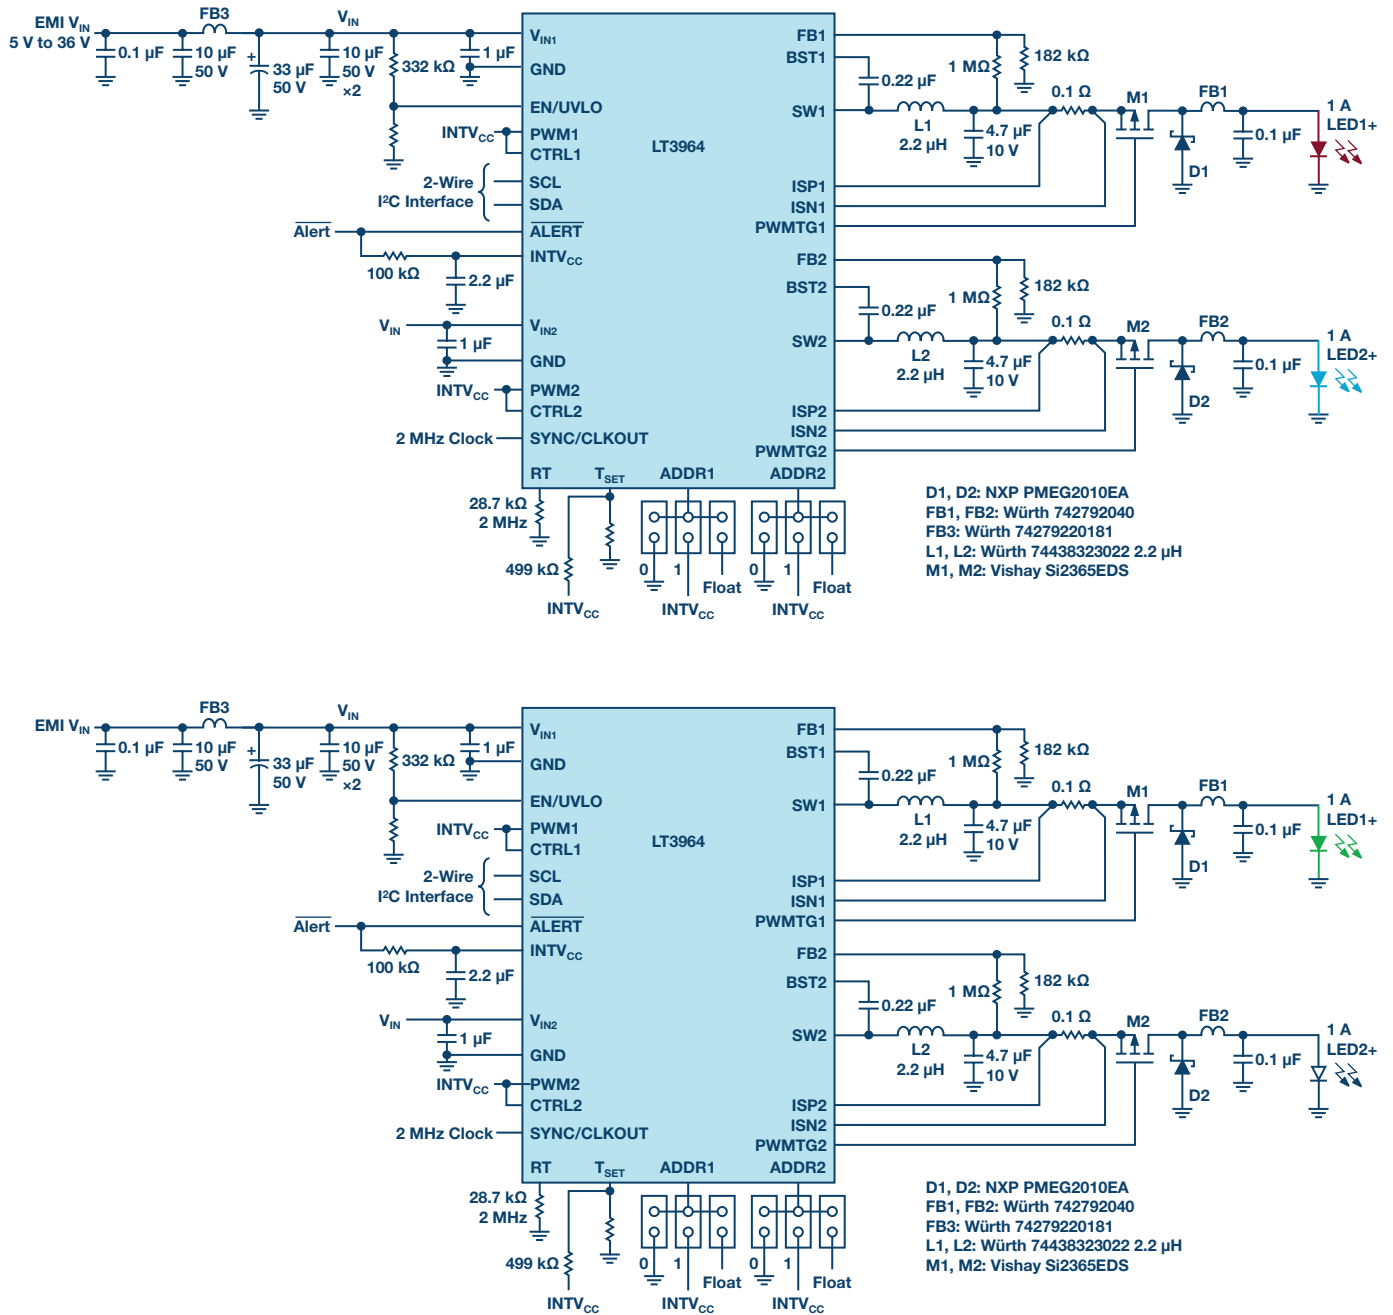 EMI VIN
5 V to 36 V
FB3
VIN
0.1 µF
10 µF
50 V
33 µF
50 V
+
10 µF
50 V
×2
332 kΩ
1 µF
VIN1
GND
EN/UVLO
INTVCC
PWM1
CTRL1
2-Wire
I²C Interface
SCL
SDA
Alert
ALERT
100 kΩ
INTVCC
2.2 µF
VIN
VIN2
1 µF
GND
INTVCC
PWM2
CTRL2
2 MHz Clock
SYNC/CLKOUT
LT3964
RT
TSET
ADDR1
ADDR2
28.7 kΩ
2 MHz
499 kΩ
INTVCC
0
1
Float
INTVCC
0
1
Float
INTVCC
FB1
BST1
0.22 µF
1 MΩ
182 kΩ
SW1
L1
2.2 µH
4.7 µF
10 V
0.1 Ω
M1
FB1
D1
0.1 µF
1 A
LED1+
ISP1
ISN1
PWMTG1
FB2
BST2
0.22 µF
1 MΩ
182 kΩ
SW2
L2
2.2 µH
4.7 µF
10 V
0.1 Ω
M2
FB2
D2
0.1 µF
1 A
LED2+
ISP2
ISN2
PWMTG2
D1, D2: NXP PMEG2010EA
FB1, FB2: Würth 742792040
FB3: Würth 74279220181
L1, L2: Würth 74438323022 2.2 µH
M1, M2: Vishay Si2365EDS
EMI VIN
FB3
VIN
0.1 µF
10 µF
50 V
33 µF
50 V
+
10 µF
50 V
×2
332 kΩ
1 µF
VIN1
GND
EN/UVLO
INTVCC
PWM1
CTRL1
2-Wire
I²C Interface
SCL
SDA
Alert
ALERT
100 kΩ
INTVCC
2.2 µF
VIN
VIN2
1 µF
GND
INTVCC
PWM2
CTRL2
2 MHz Clock
SYNC/CLKOUT
LT3964
RT
TSET
ADDR1
ADDR2
28.7 kΩ
2 MHz
499 kΩ
INTVCC
0
1
Float
INTVCC
0
1
Float
INTVCC
FB1
BST1
0.22 µF
1 MΩ
182 kΩ
SW1
L1
2.2 µH
4.7 µF
10 V
0.1 Ω
M1
FB1
D1
0.1 µF
1 A
LED1+
ISP1
ISN1
PWMTG1
FB2
BST2
0.22 µF
1 MΩ
182 kΩ
SW2
L2
2.2 µH
4.7 µF
10 V
0.1 Ω
M2
FB2
D2
0.1 µF
1 A
LED2+
ISP2
ISN2
PWMTG2
D1, D2: NXP PMEG2010EA
FB1, FB2: Würth 742792040
FB3: Würth 74279220181
L1, L2: Würth 74438323022 2.2 µH
M1, M2: Vishay Si2365EDS